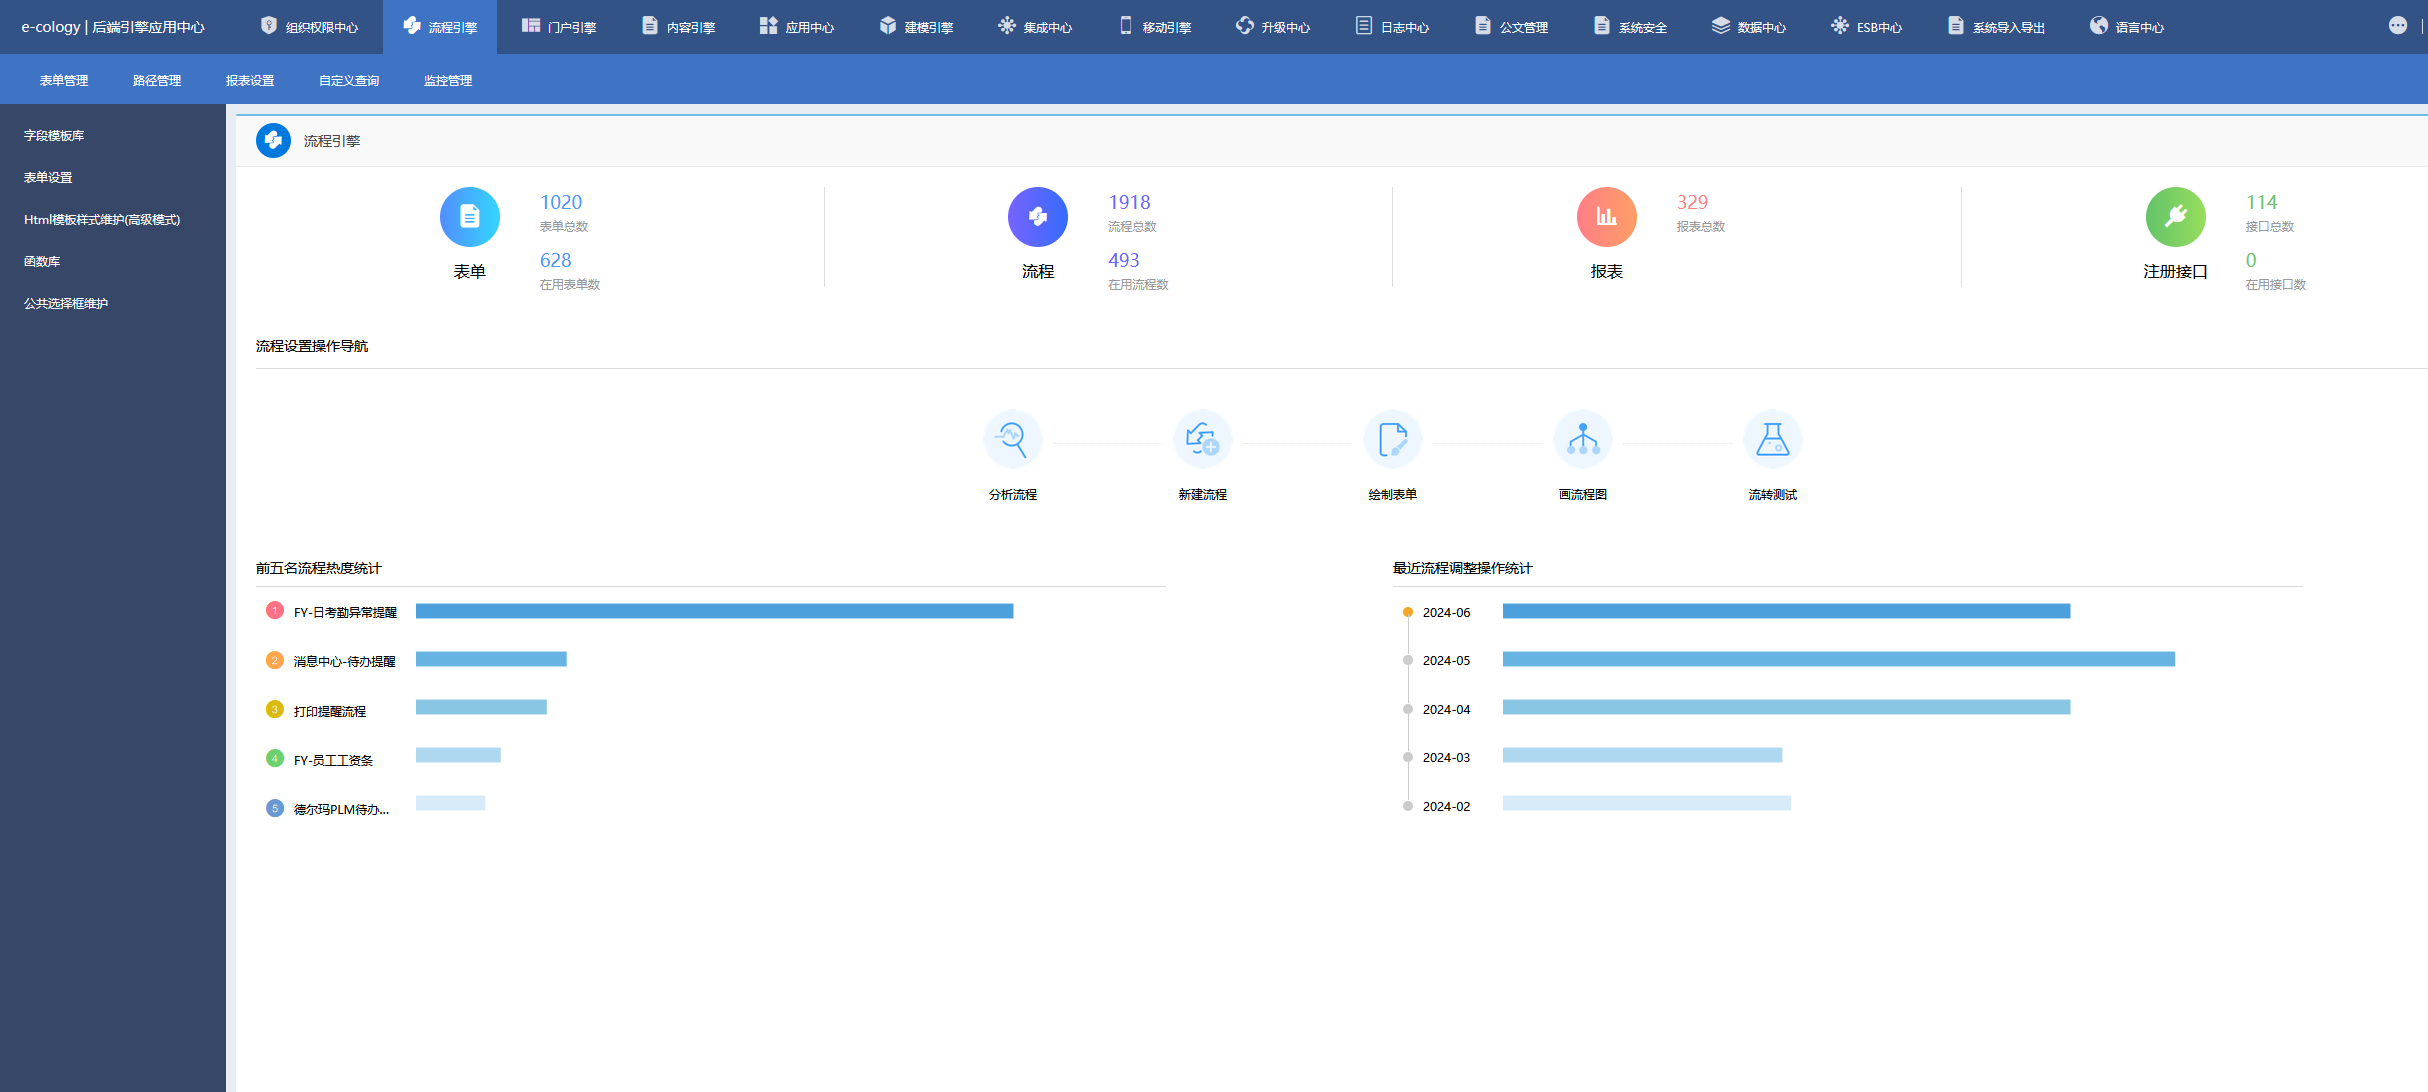 e-cology | 后端引擎应用中心 组织权限中心 流程引擎 门户引擎 内容引擎 应用中心 建模引擎 集成中心 移动引擎 升级中心 日志中心 公文管理 系统安全 数据中心 ESB中心 系统导入导出 语言中心
表单管理 路径管理 报表设置 自定义查询 监控管理
字段模板库
表单设置
Html模板样式维护(高级模式)
函数库
公共选择框维护
流程引擎
表单
1020
表单总数
628
在用表单数
流程
1918
流程总数
493
在用流程数
报表
329
报表总数
注册接口
114
接口总数
0
在用接口数
流程设置操作导航
分析流程 新建流程 绘制表单 画流程图 流转测试
前五名流程热度统计
1 FY-日考勤异常提醒
2 消息中心-待办提醒
3 打印提醒流程
4 FY-员工工资条
5 德尔玛PLM待办...
最近流程调整操作统计
2024-06
2024-05
2024-04
2024-03
2024-02